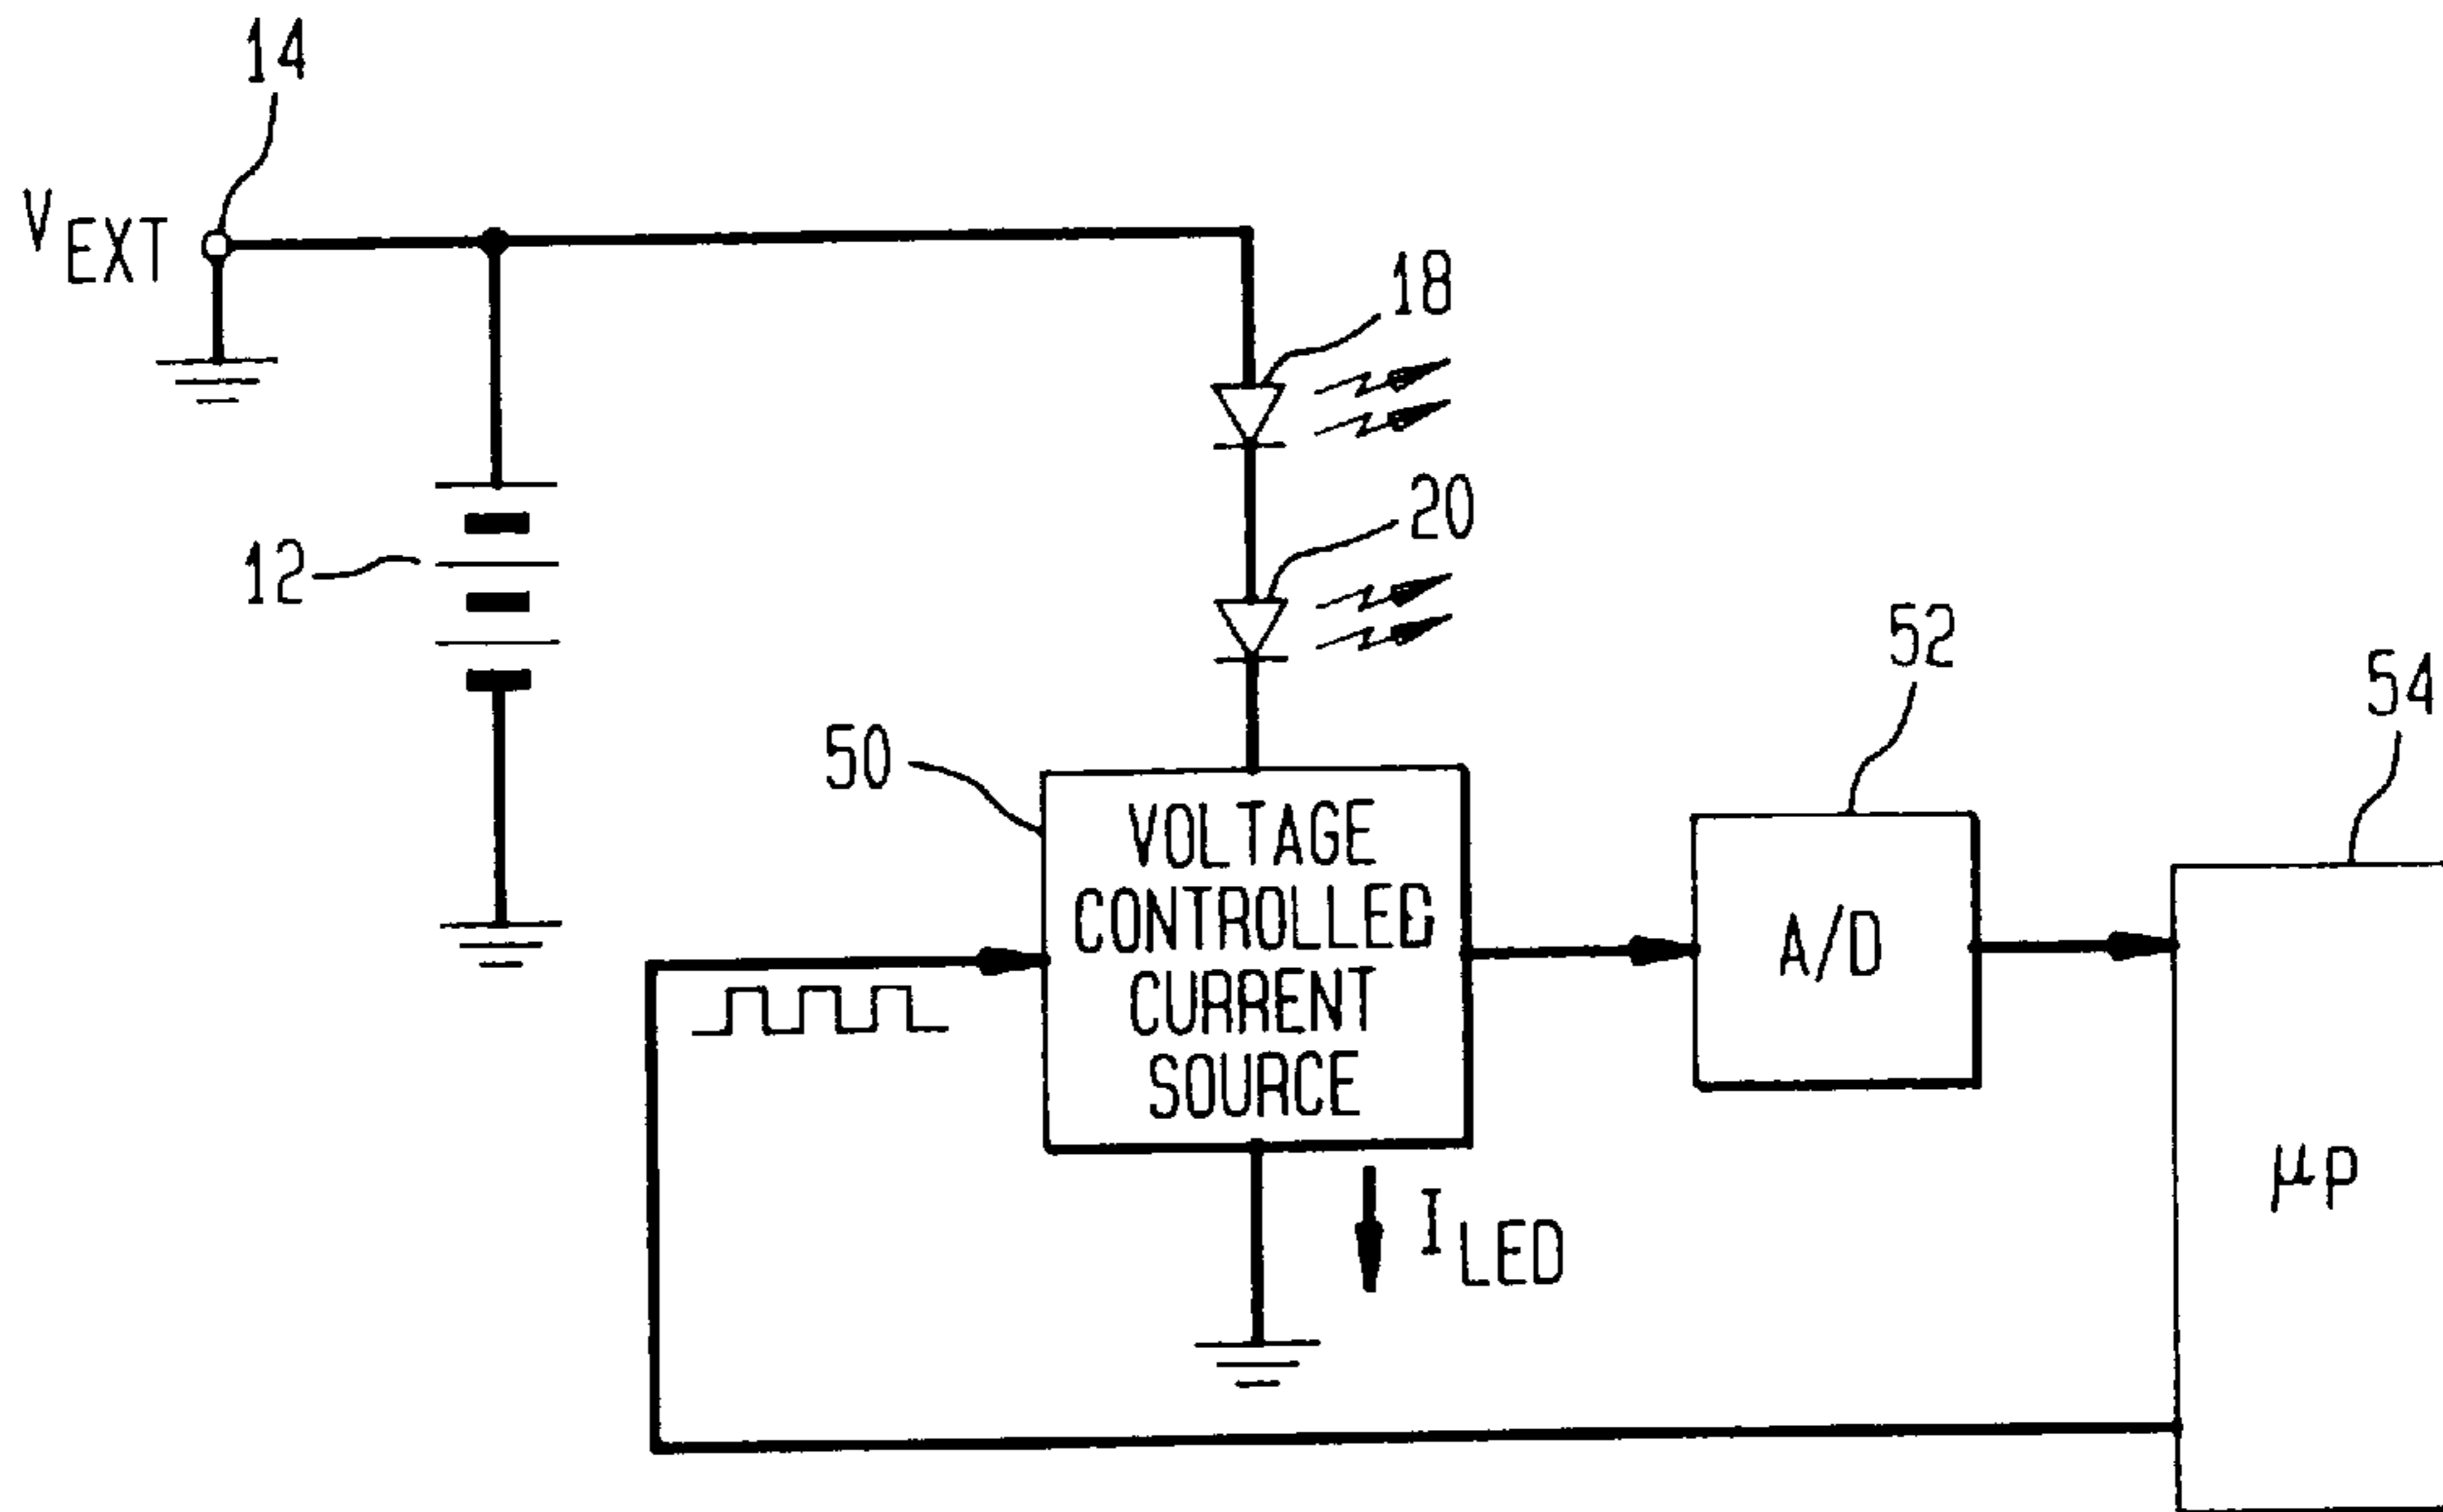 14
V EXT
18
12
20
52
54
50
VOLTAGE
CONTROLLED
CURRENT
SOURCE
A/D
μp
I LED